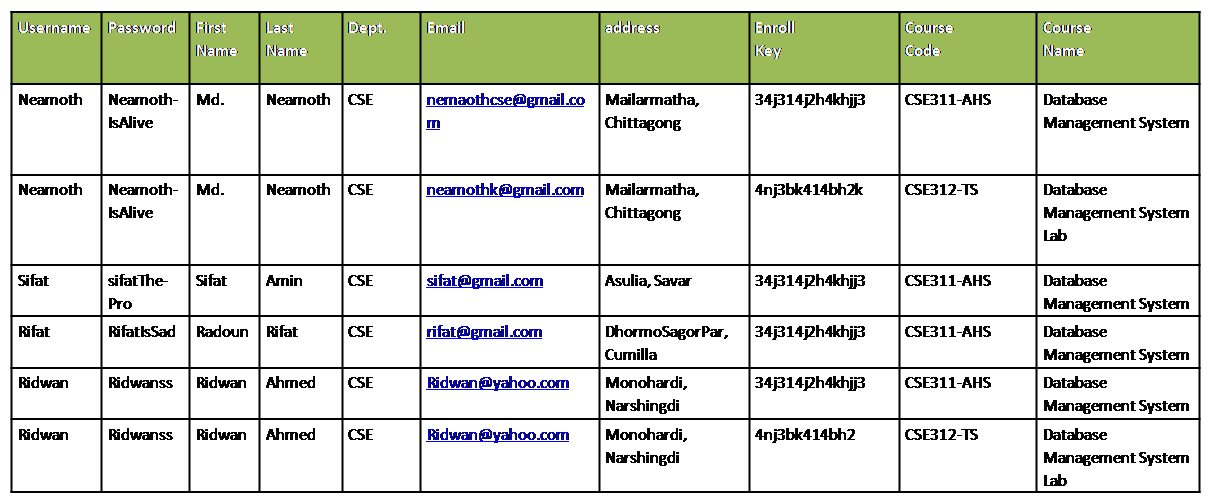 Username Password First Last Dept. Email address Enroll Course Course
Name Name Key Code Name
Neamoth Neamoth- Md. Neamoth CSE nemaothcse@gmail.co Mailarmatha, 34j314j2h4khjj3 CSE311-AHS Database
IsAlive m Chittagong Management System
Neamoth Neamoth- Md. Neamoth CSE neamothk@gmail.com Mailarmatha, 4nj3bk414bh2k CSE312-TS Database
IsAlive Chittagong Management System
Lab
Sifat sifatThe- Sifat Amin CSE sifat@gmail.com Asulia, Savar 34j314j2h4khjj3 CSE311-AHS Database
Pro Management System
Rifat RifatIsSad Radoun Rifat CSE rifat@gmail.com DhormoSagorPar, 34j314j2h4khjj3 CSE311-AHS Database
Cumilla Management System
Ridwan Ridwanss Ridwan Ahmed CSE Ridwan@yahoo.com Monohardi, 34j314j2h4khjj3 CSE311-AHS Database
Narshingdi Management System
Ridwan Ridwanss Ridwan Ahmed CSE Ridwan@yahoo.com Monohardi, 4nj3bk414bh2 CSE312-TS Database
Narshingdi Management System
Lab